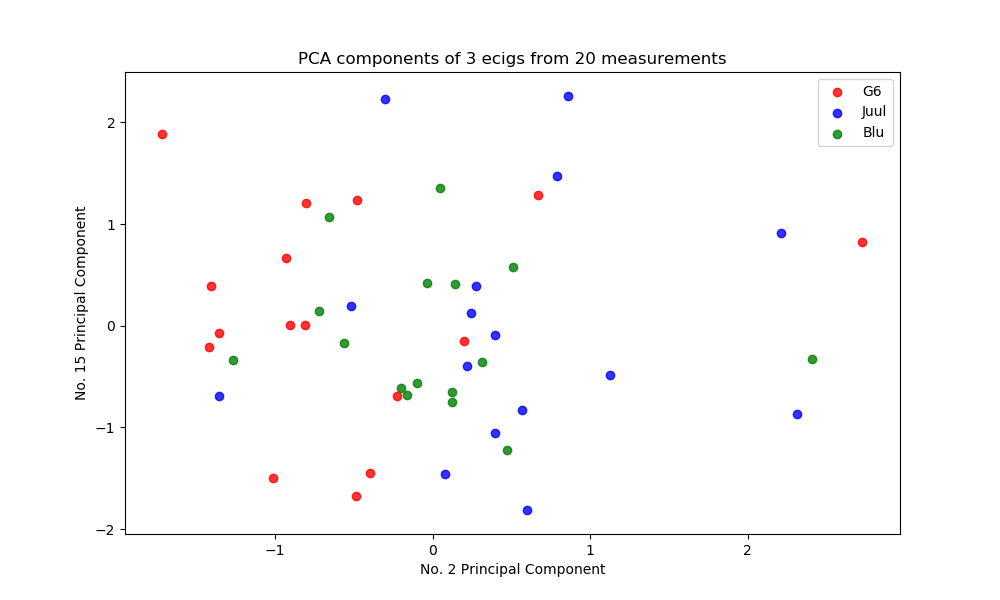 PCA components of 3 ecigs from 20 measurements
G6
Juul
Blu
2
1
0
−1
−2
No. 15 Principal Component
−1
0
1
2
No. 2 Principal Component